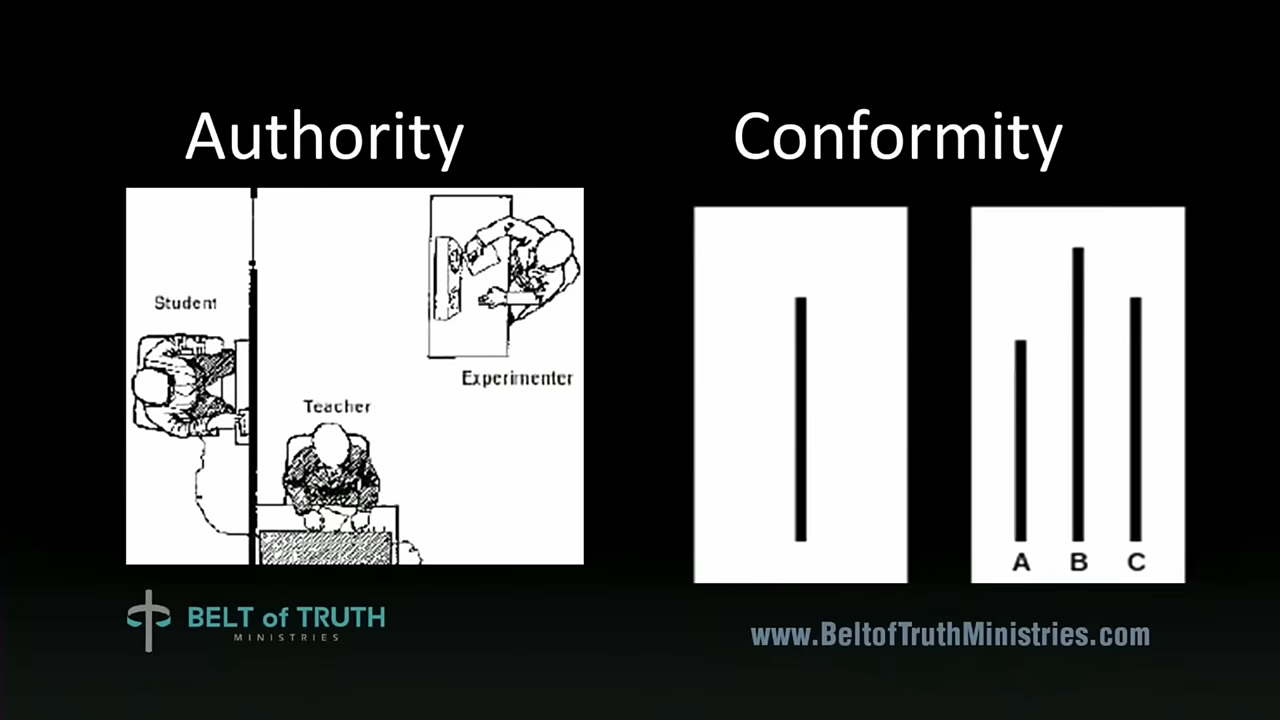 Authority
Conformity
Student
Experimenter
Teacher
A B C
BELT of TRUTH
MINISTRIES
www.BeltofTruthMinistries.com